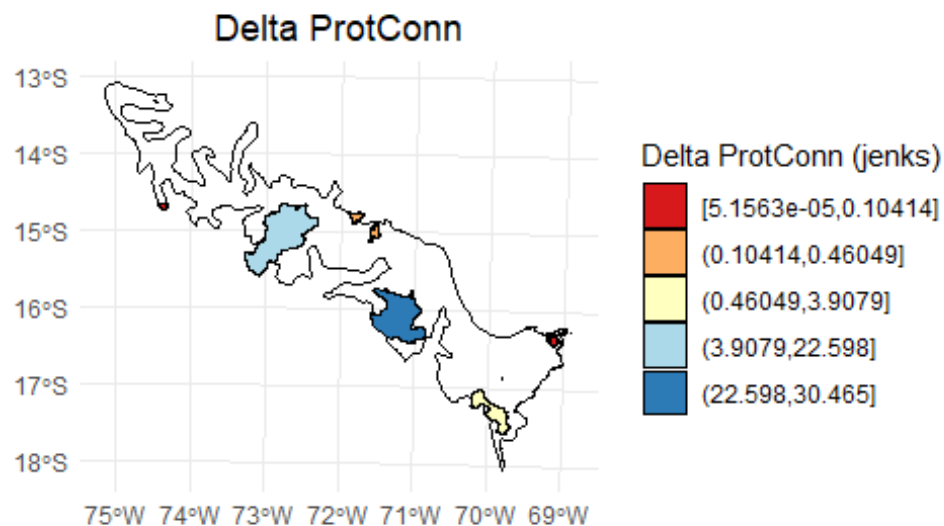 Delta ProtConn
13°S
14°S
15°S
16°S
17°S
18°S
75°W 74°W 73°W 72°W 71°W 70°W 69°W
Delta ProtConn (jenks)
[5.1563e-05,0.10414]
(0.10414,0.46049]
(0.46049,3.9079]
(3.9079,22.598]
(22.598,30.465]